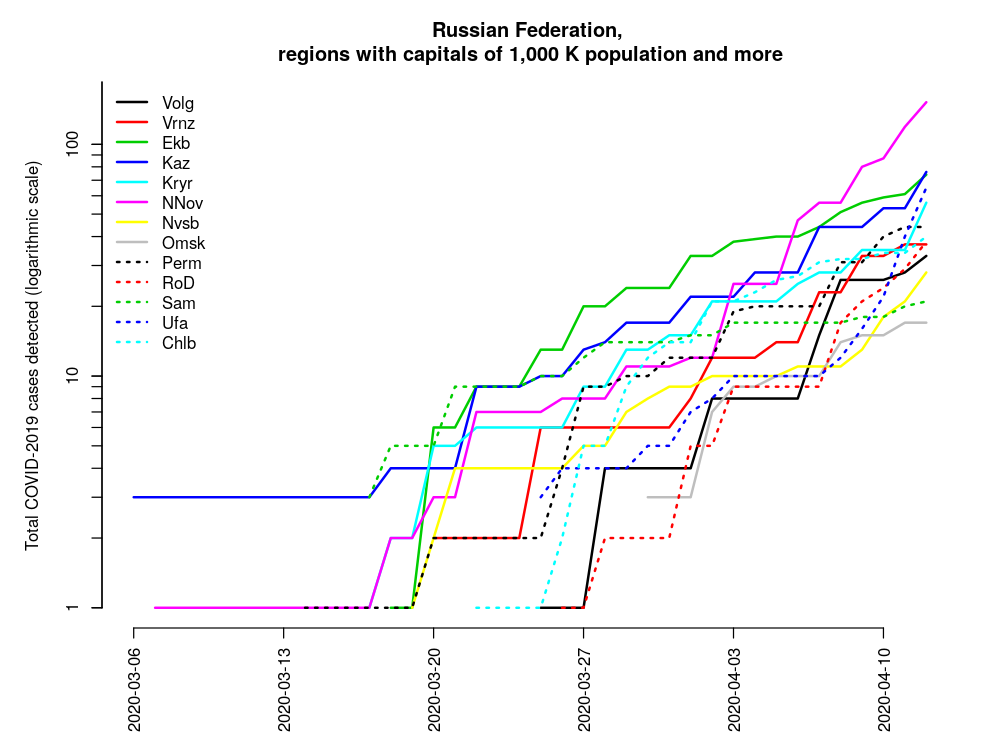 Russian Federation,
regions with capitals of 1,000 K population and more
Total COVID-2019 cases detected (logarithmic scale)
100
10
1
Volg
Vrnz
Ekb
Kaz
Kryr
NNov
Nvsb
Omsk
Perm
RoD
Sam
Ufa
Chlb
2020-03-06
2020-03-13
2020-03-20
2020-03-27
2020-04-03
2020-04-10